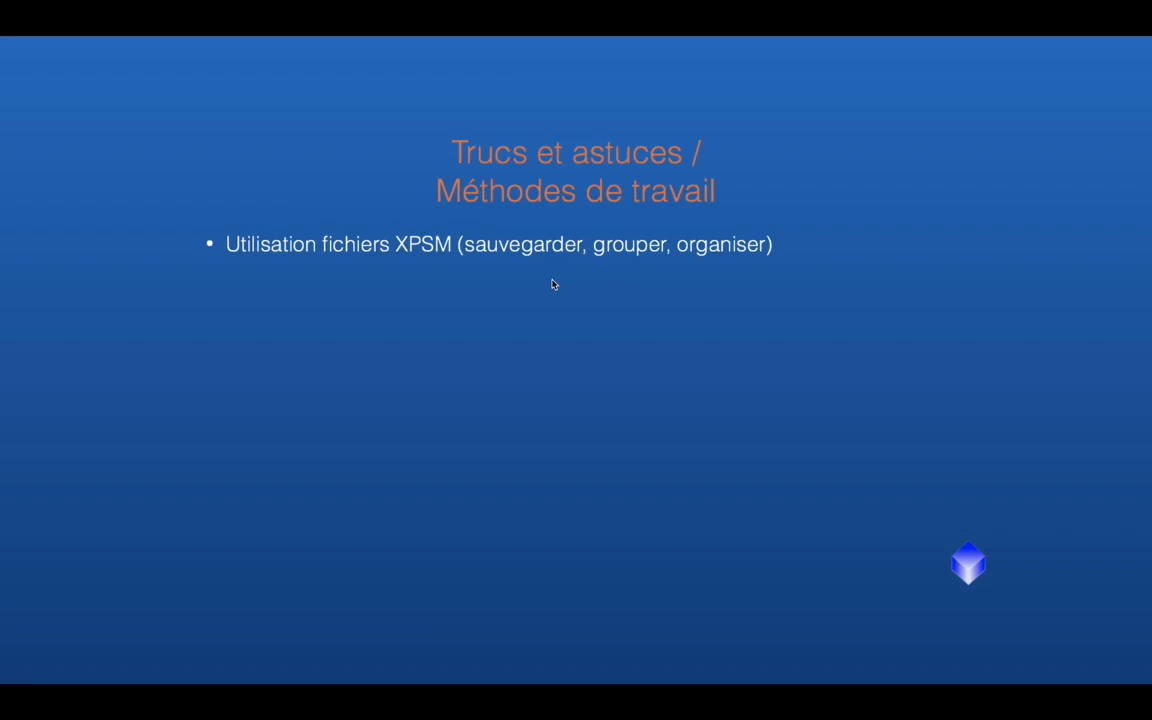 Trucs et astuces /
Méthodes de travail
• Utilisation fichiers XPSM (sauvegarder, grouper, organiser)